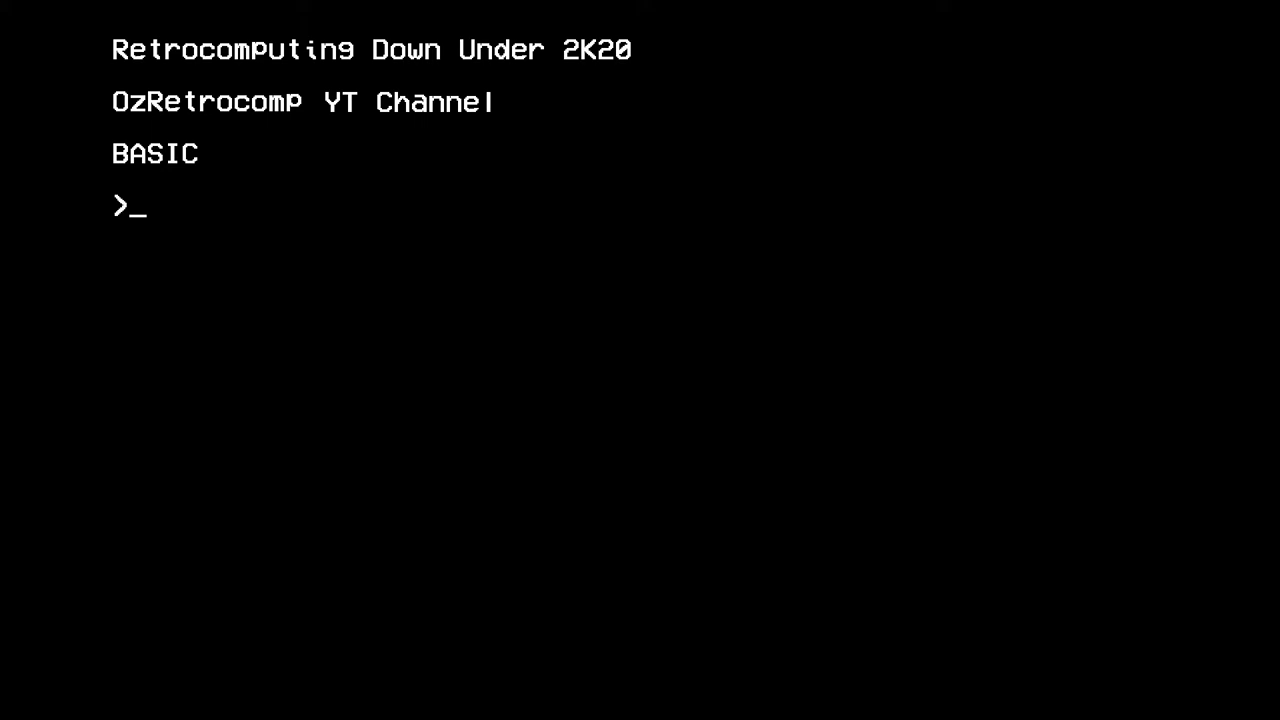 Retrocomputing Down Under 2K20
OzRetrocomp YT Channel
BASIC
>_